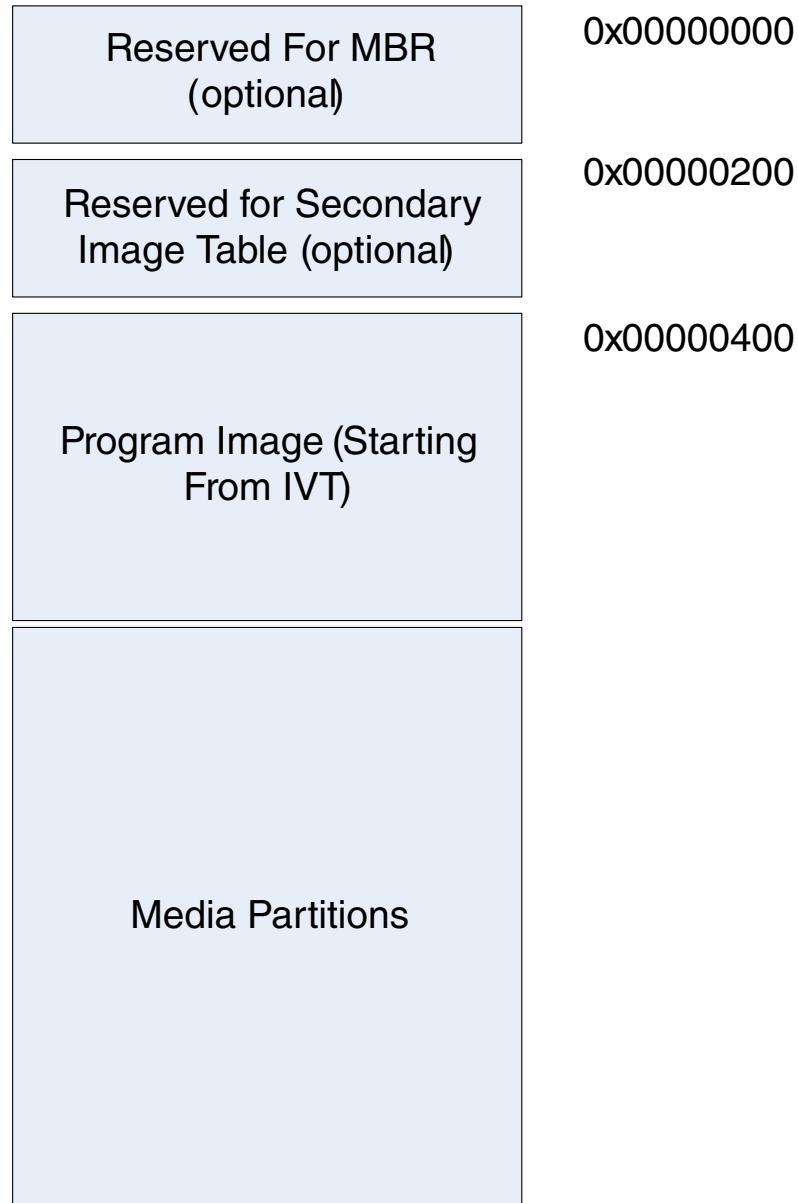 Reserved For MBR
(optional)
0x00000000
Reserved for Secondary
Image Table (optional)
0x00000200
Program Image (Starting
From IVT)
0x00000400
Media Partitions